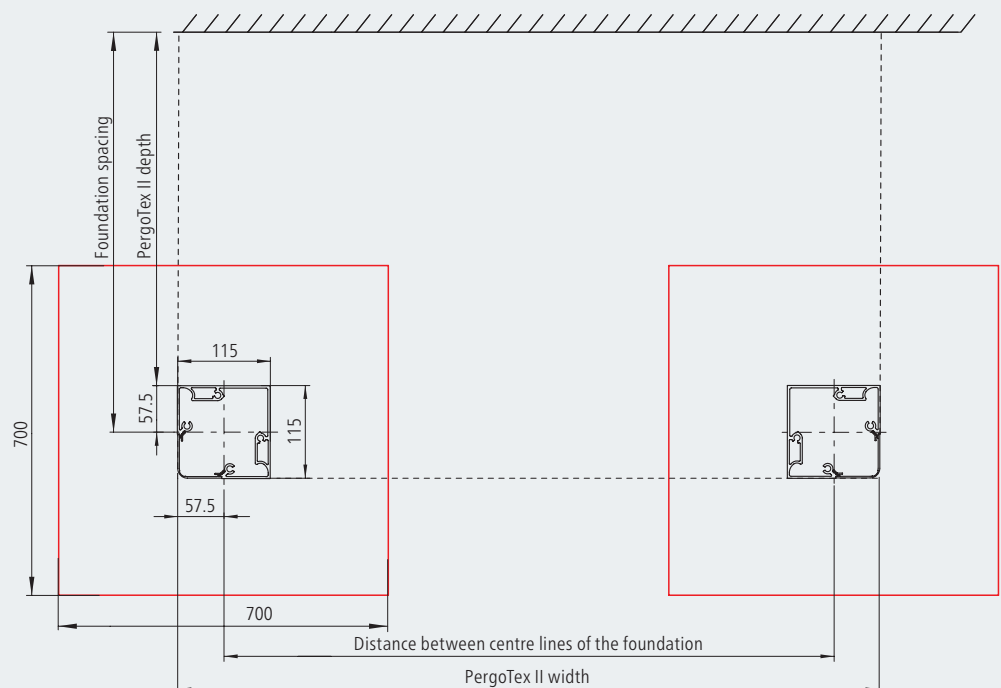 Foundation spacing
PergoTex II depth
115
57.5
115
700
57.5
700
Distance between centre lines of the foundation
PergoTex II width